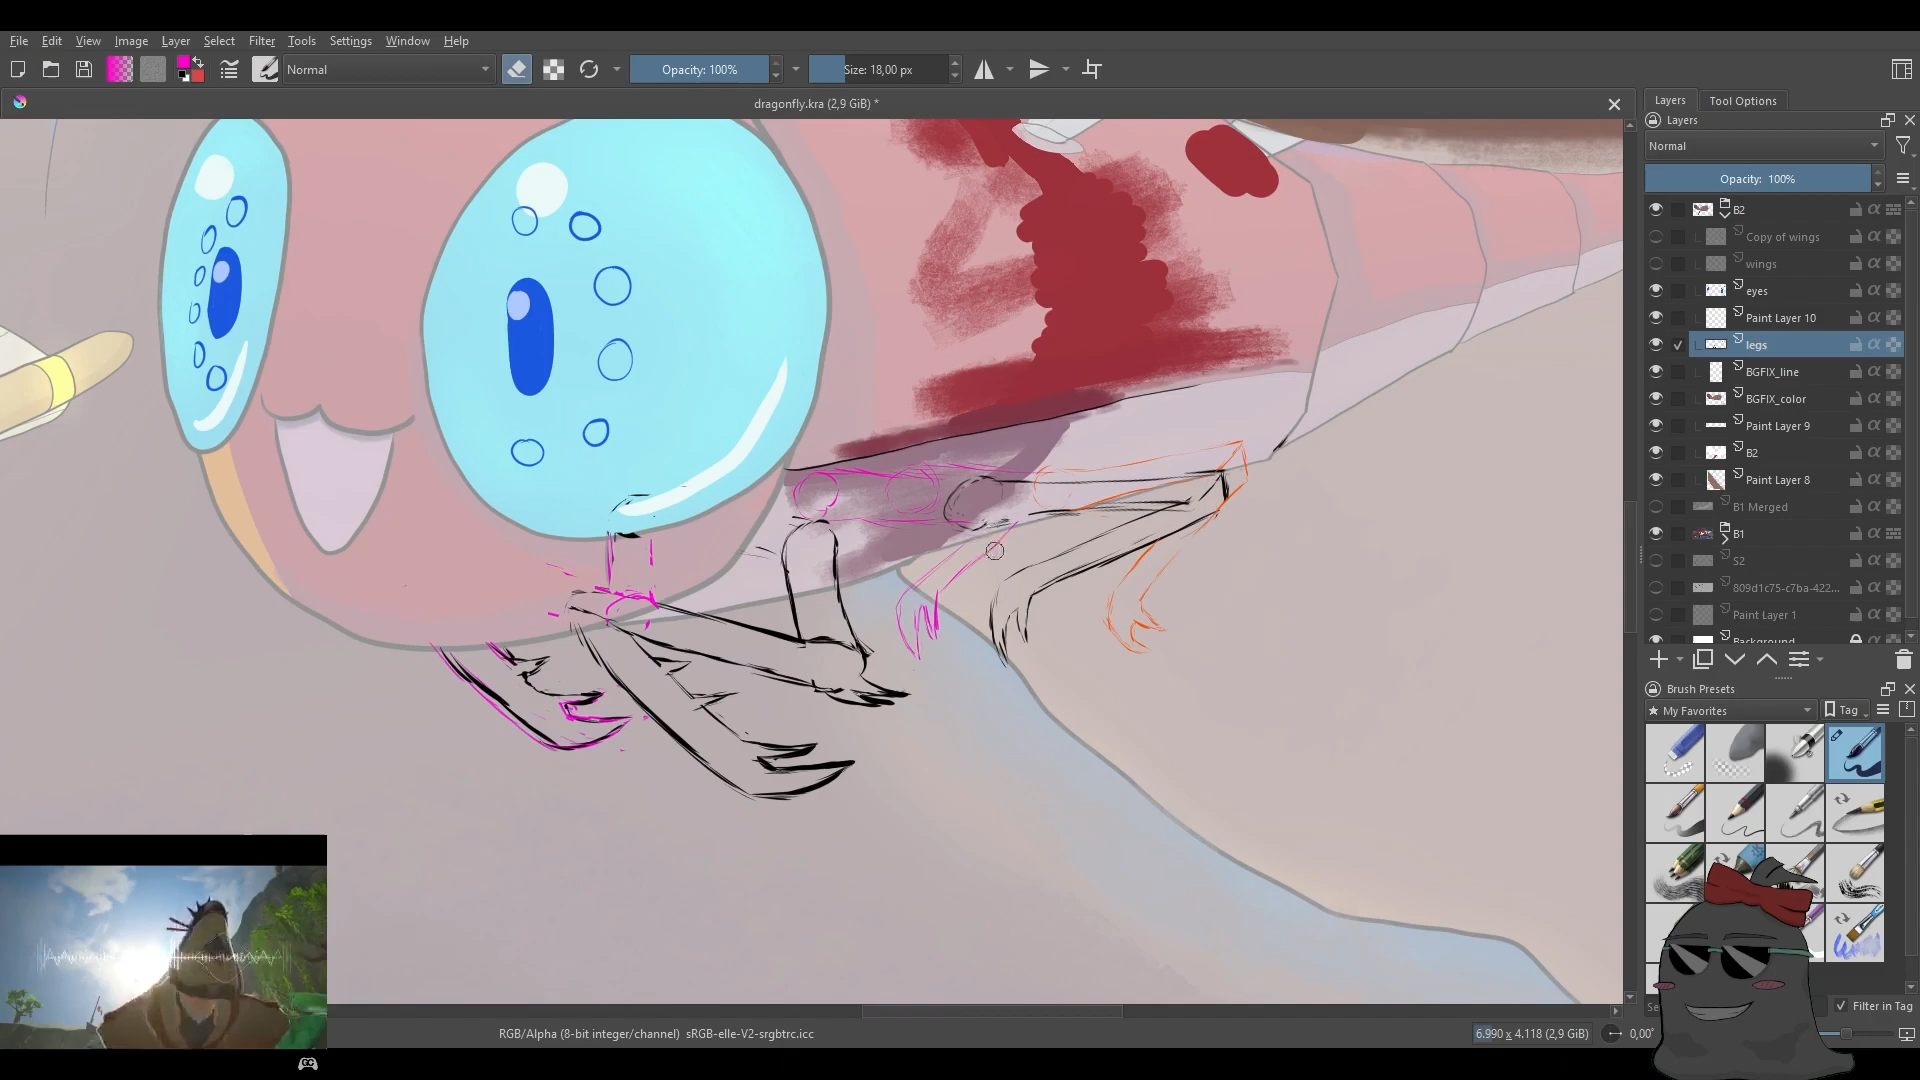 File Edit View Image Layer Select Filter Tools Settings Window Help
Normal
Opacity: 100%
Size: 18,00 px
dragonfly.kra (2,9 GiB) *
Layers Tool Options
Layers
Normal
Opacity: 100%
B2
Copy of wings
wings
eyes
Paint Layer 10
legs
BGFIX_line
BGFIX_color
Paint Layer 9
B2
Paint Layer 8
B1 Merged
B1
S2
809d1c75-c7ba-422...
Paint Layer 1
Background
Brush Presets
★ My Favorites Tag
Se Filter in Tag
RGB/Alpha (8-bit integer/channel) sRGB-elle-V2-srgbtrc.icc
6.990 x 4.118 (2,9 GiB) 0,00°